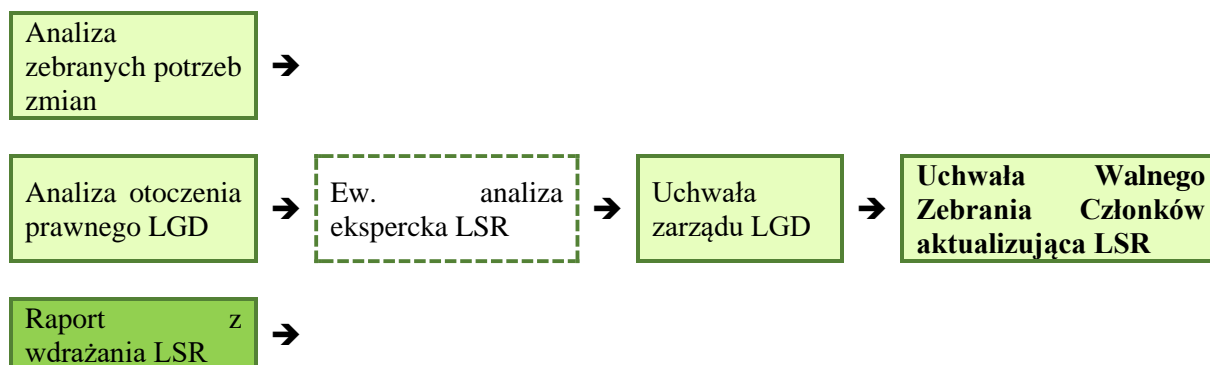 Analiza
zebranych potrzeb
zmian
Analiza otoczenia
prawnego LGD
Ew. analiza
ekspercka LSR
Uchwała
zarządu LGD
Uchwała Walnego
Zebrania Członków
aktualizująca LSR
Raport z
wdrażania LSR